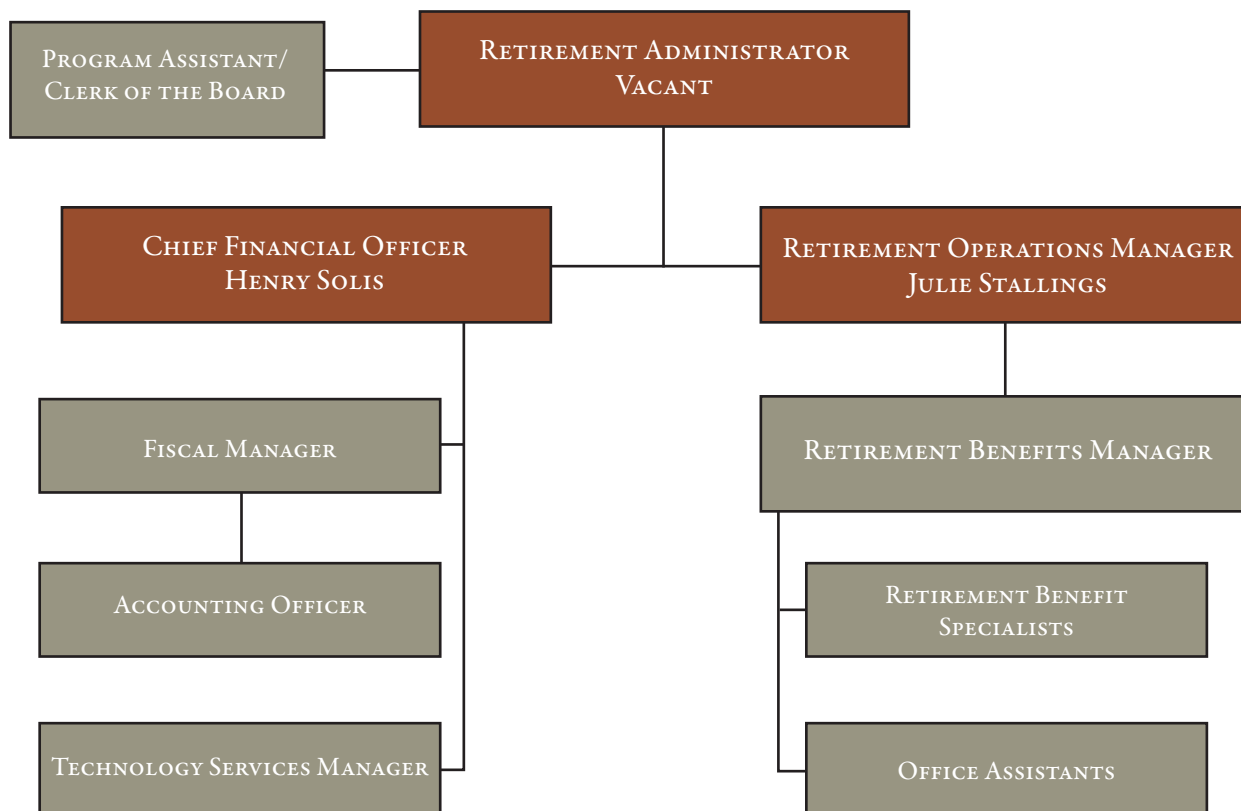 Program Assistant/
Clerk of the Board
Retirement Administrator
Vacant
Chief Financial Officer
Henry Solis
Retirement Operations Manager
Julie Stallings
Fiscal Manager
Retirement Benefits Manager
Accounting Officer
Retirement Benefit
Specialists
Technology Services Manager
Office Assistants